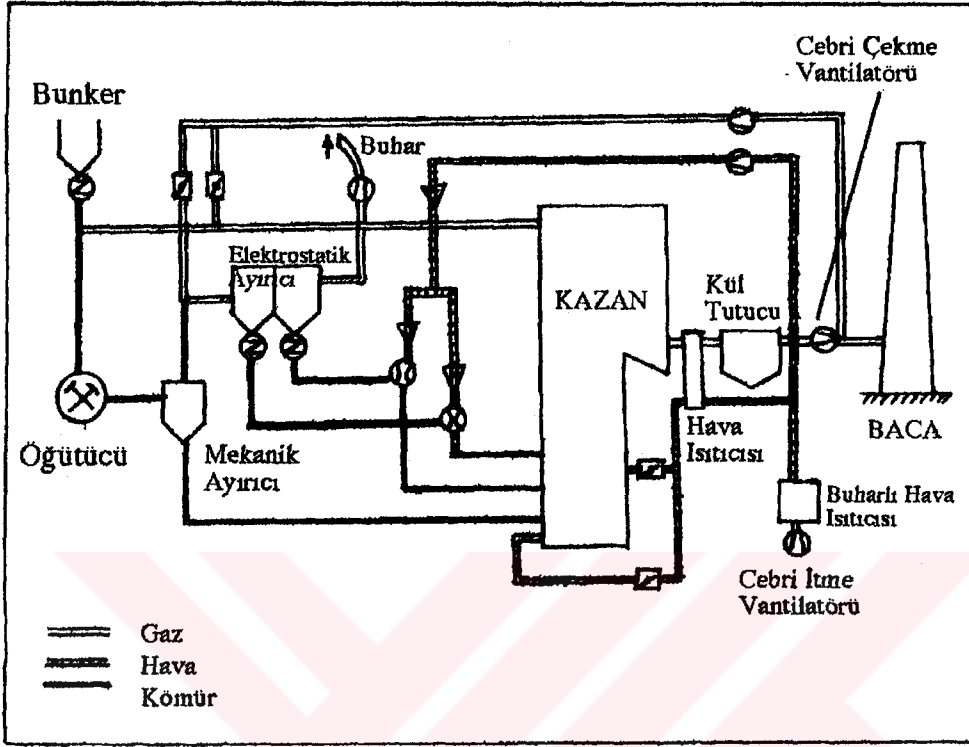 Cebri Çekme
Vantilatörü
Bunker
Buhar
Elektrostatik
Ayırıcı
KAZAN
Kül
Tutucu
Öğütücü
Mekanik
Ayırıcı
Hava
Isıtıcısı
BACA
Buharlı Hava
Isıtıcısı
Cebri İtme
Vantilatörü
Gaz
Hava
Kömür